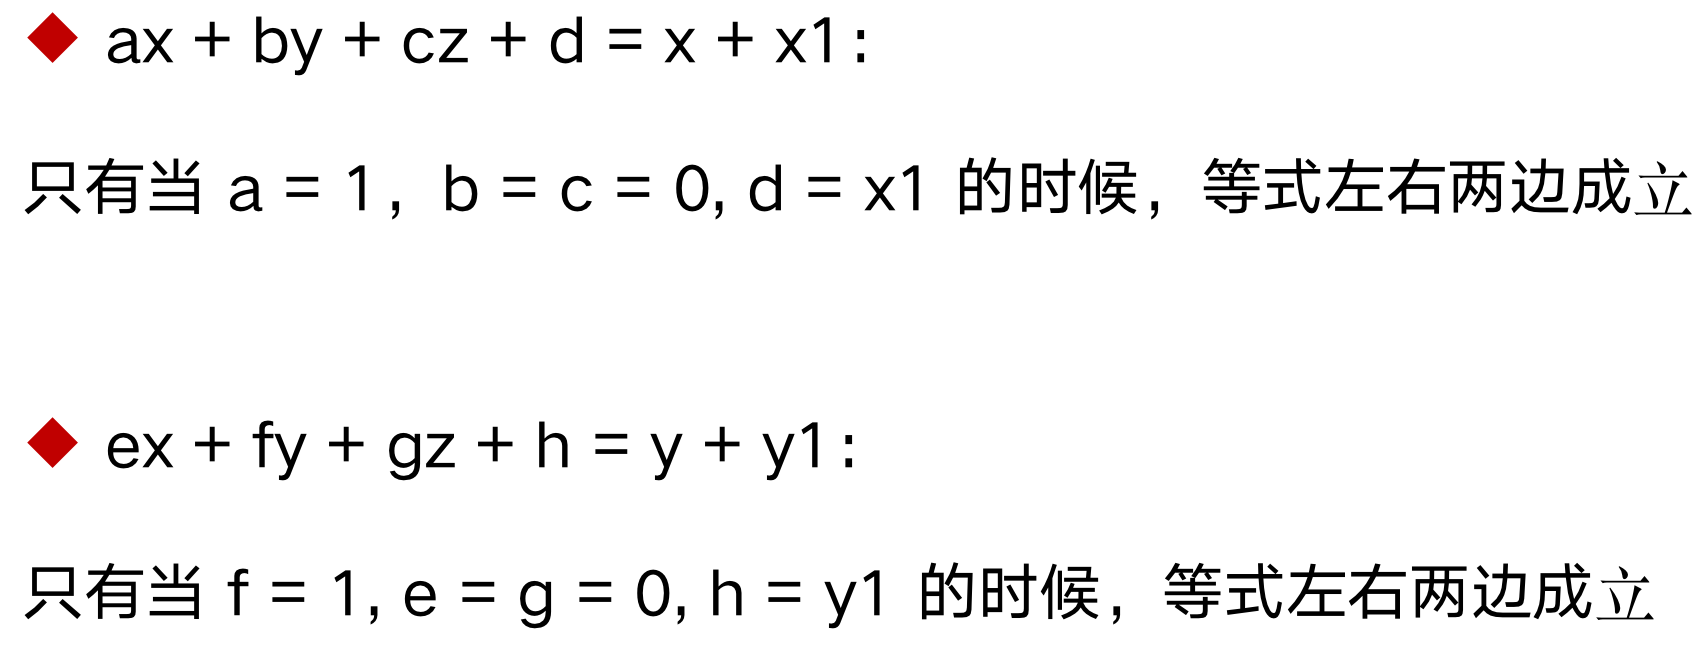 ◆ ax + by + cz + d = x + x1：
只有当 a = 1，b = c = 0, d = x1 的时候，等式左右两边成立
◆ ex + fy + gz + h = y + y1：
只有当 f = 1, e = g = 0, h = y1 的时候，等式左右两边成立